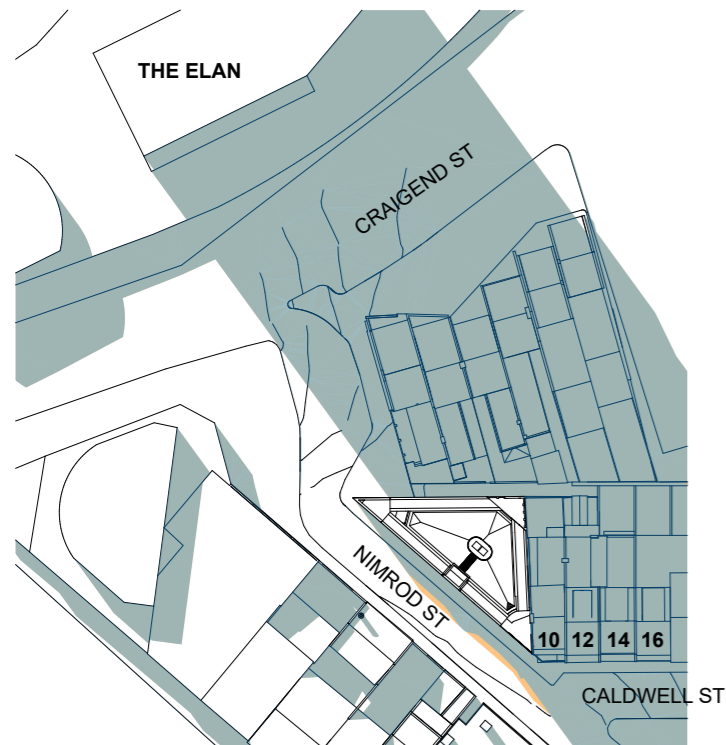 THE ELAN
CRAIGEND ST
NIMROD ST
10 12 14 16
CALDWELL ST